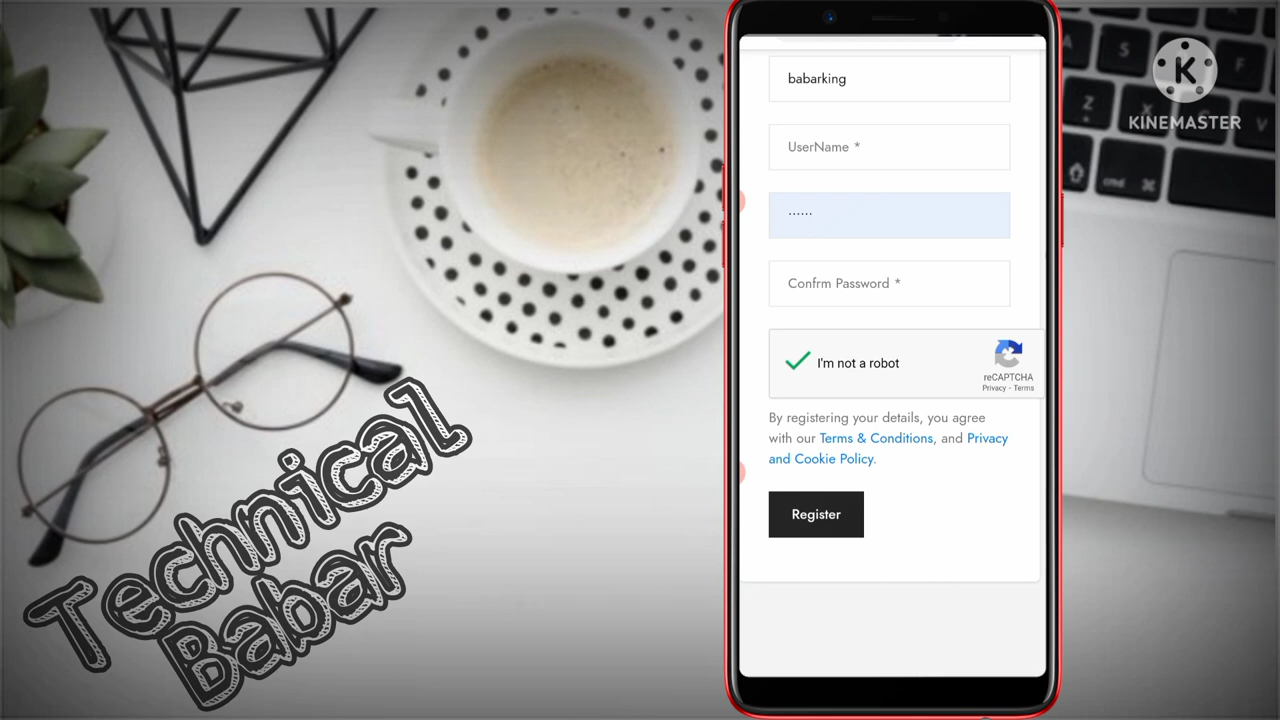 babarking
UserName *
······
Confrm Password *
I'm not a robot
reCAPTCHA
Privacy - Terms
By registering your details, you agree
with our Terms & Conditions, and Privacy
and Cookie Policy.
Register
Technical
Babar
K
KINEMASTER
A
S
F
Z
X
C
V
cmd ⌘